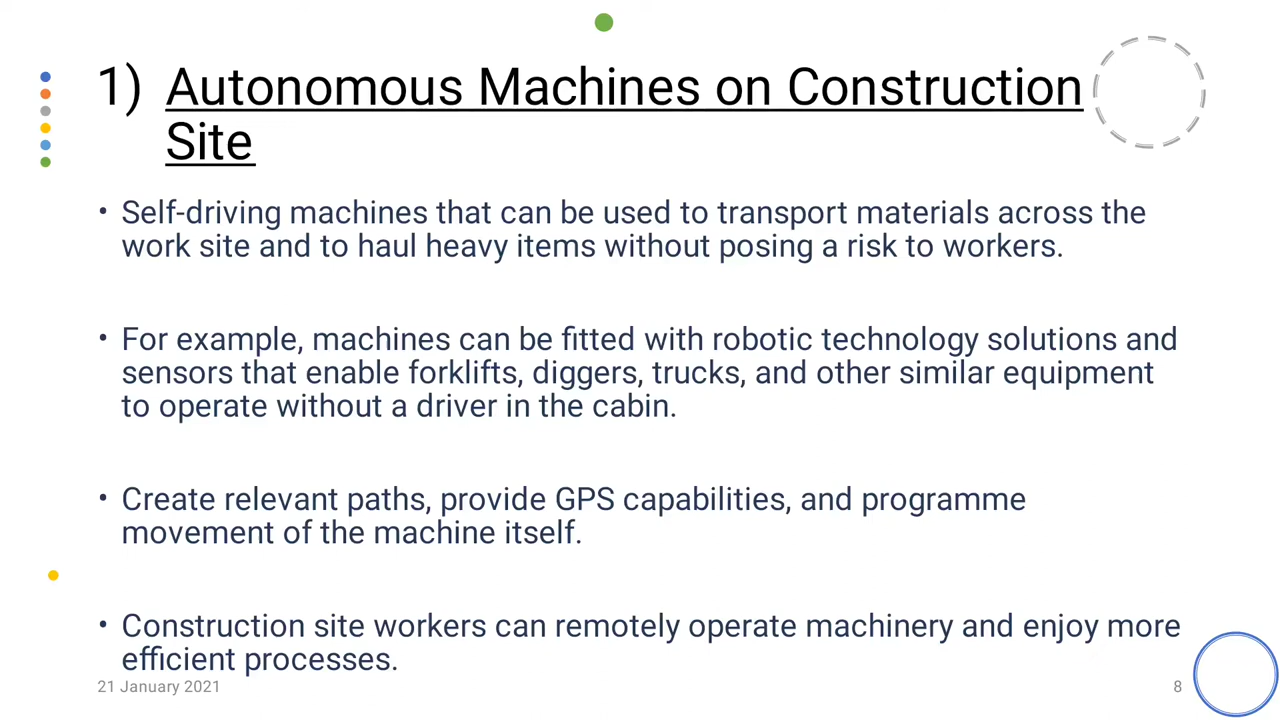 1) Autonomous Machines on Construction
Site
• Self-driving machines that can be used to transport materials across the
work site and to haul heavy items without posing a risk to workers.
• For example, machines can be fitted with robotic technology solutions and
sensors that enable forklifts, diggers, trucks, and other similar equipment
to operate without a driver in the cabin.
• Create relevant paths, provide GPS capabilities, and programme
movement of the machine itself.
• Construction site workers can remotely operate machinery and enjoy more
efficient processes.
21 January 2021
8